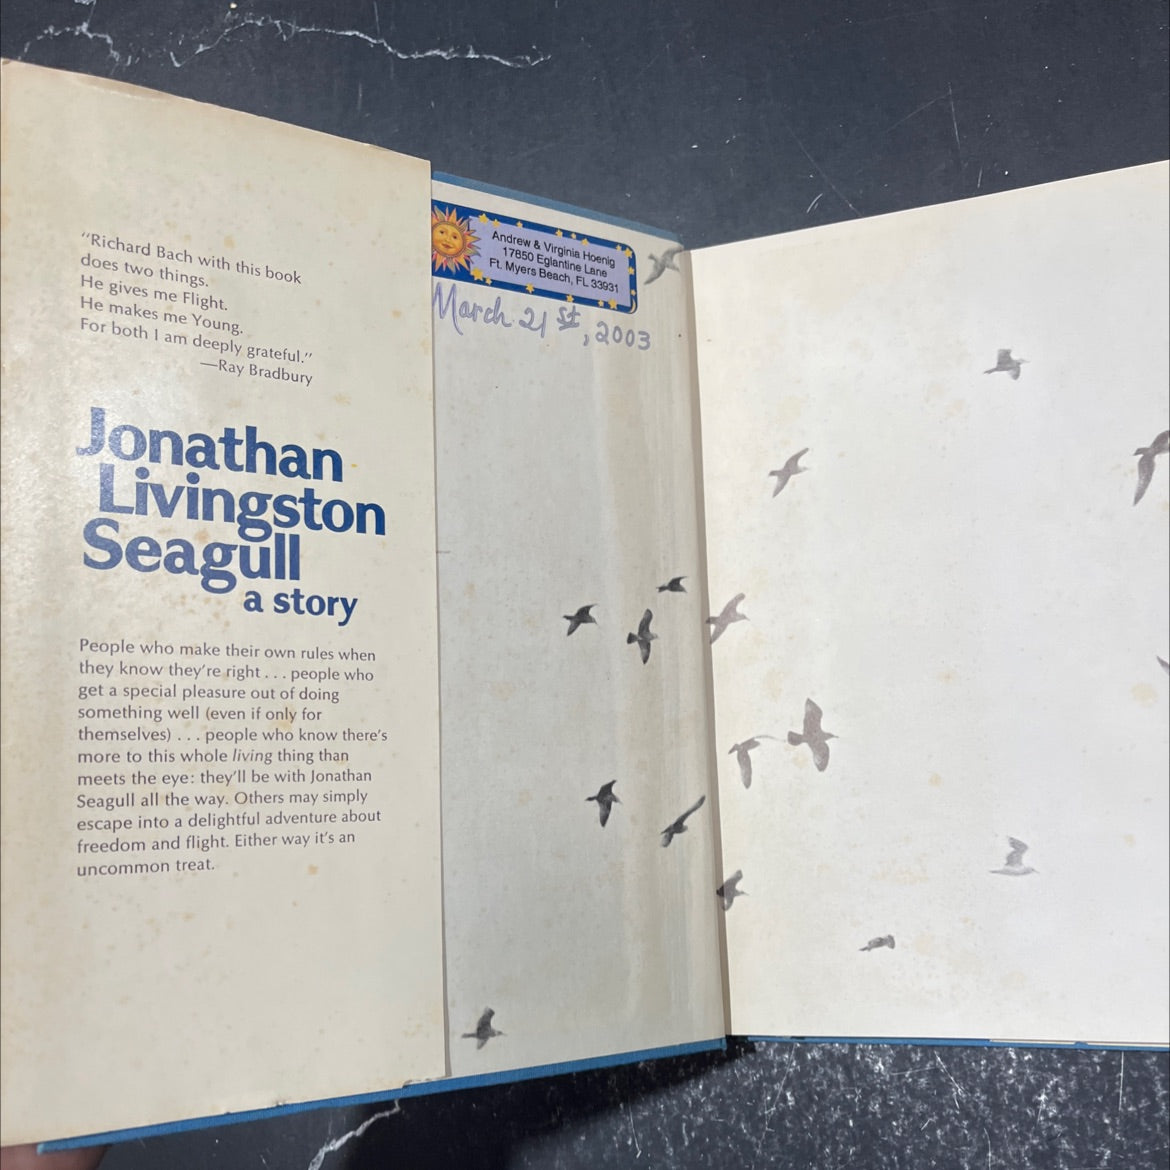 "Richard Bach with this book
does two things.
He gives me Flight.
He makes me Young.
For both I am deeply grateful."
—Ray Bradbury
Jonathan
Livingston
Seagull
a story
People who make their own rules when
they know they're right . . . people who
get a special pleasure out of doing
something well (even if only for
themselves) . . . people who know there's
more to this whole living thing than
meets the eye: they'll be with Jonathan
Seagull all the way. Others may simply
escape into a delightful adventure about
freedom and flight. Either way it's an
uncommon treat.
Andrew & Virginia Hoenig
17850 Eglantine Lane
Ft. Myers Beach, FL 33931
March 21st, 2003